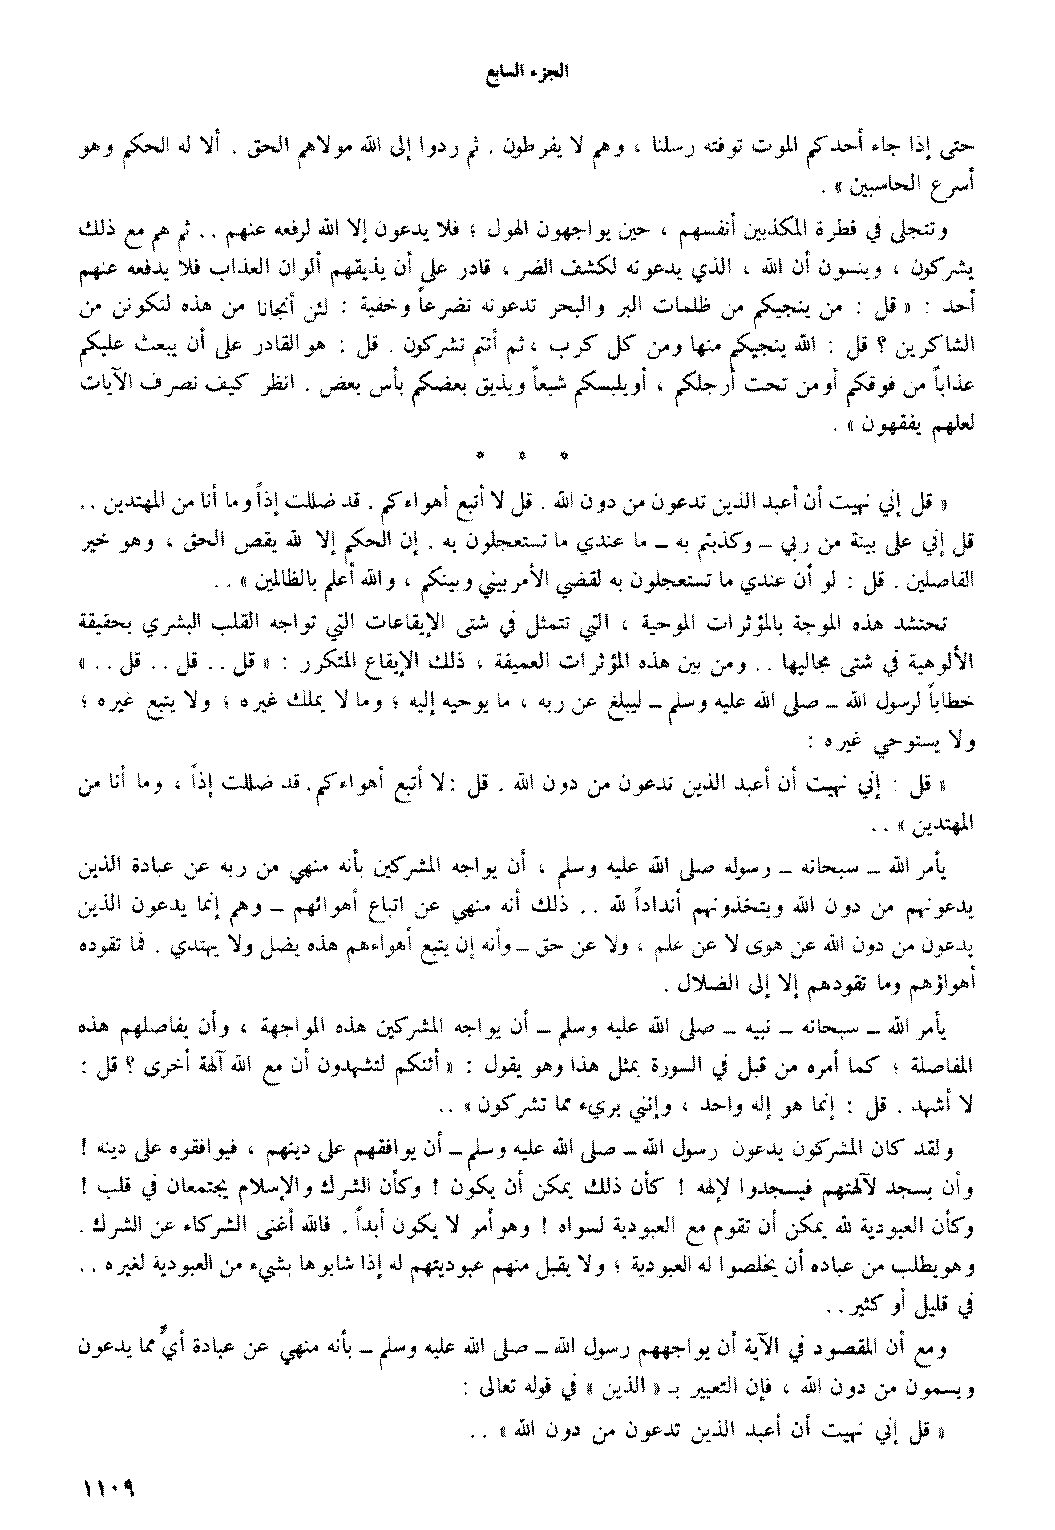 الجزء السابع
حتى إذا جاء أحدكم الموت توفته رسلنا ، وهم لا يفرطون . ثم ردوا إلى الله مولاهم الحق . ألا له الحكم وهو
أسرع الحاسبين » .
وتتجلى في فطرة المكذبين أنفسهم ، حين يواجهون الهول ؛ فلا يدعون إلا الله لرفعه عنهم .. ثم هم مع ذلك
يشركون ، وينسون أن الله ، الذي يدعونه لكشف الضر ، قادر على أن يذيقهم ألوان العذاب فلا يدفعه عنهم
أحد : « قل : من ينجيكم من ظلمات البر والبحر تدعونه تضرعاً وخفية : لئن أنجانا من هذه لنكونن من
الشاكرين ؟ قل : الله ينجيكم منها ومن كل كرب ، ثم أنتم تشركون . قل : هو القادر على أن يبعث عليكم
عذاباً من فوقكم أو من تحت أرجلكم ، أو يلبسكم شيعاً ويذيق بعضكم بأس بعض . انظر كيف نصرف الآيات
لعلهم يفقهون » .
* * *
« قل إني نهيت أن أعبد الذين تدعون من دون الله . قل لا أتبع أهواءكم . قد ضللت إذاً وما أنا من المهتدين ..
قل إني على بينة من ربي – وكذبتم به – ما عندي ما تستعجلون به . إن الحكم إلا لله يقص الحق ، وهو خير
الفاصلين . قل : لو أن عندي ما تستعجلون به لقضي الأمر بيني وبينكم ، والله أعلم بالظالمين » ..
تحتشد هذه الموجة بالمؤثرات الموحية ، التي تتمثل في شتى الإيقاعات التي تواجه القلب البشري بحقيقة
الألوهية في شتى مجاليها .. ومن بين هذه المؤثرات العميقة ، ذلك الإيقاع المتكرر : « قل .. قل .. قل .. »
خطاباً لرسول الله – صلى الله عليه وسلم – ليبلغ عن ربه ، ما يوحيه إليه ؛ وما لا يملك غيره ؛ ولا يتبع غيره ؛
ولا يستوحي غيره :
« قل : إني نهيت أن أعبد الذين تدعون من دون الله . قل : لا أتبع أهواءكم . قد ضللت إذاً ، وما أنا من
المهتدين » ..
يأمر الله – سبحانه – رسوله صلى الله عليه وسلم ، أن يواجه المشركين بأنه منهي من ربه عن عبادة الذين
يدعونهم من دون الله ويتخذونهم أنداداً لله .. ذلك أنه منهي عن اتباع أهوائهم – وهم إنما يدعون الذين
يدعون من دون الله عن هوى لا عن علم ، ولا عن حق – وأنه إن يتبع أهواءهم هذه يضل ولا يهتدي . فما تقوده
أهواؤهم وما تقودهم إلا إلى الضلال .
يأمر الله – سبحانه – نبيه – صلى الله عليه وسلم – أن يواجه المشركين هذه المواجهة ، وأن يفاصلهم هذه
المفاصلة ؛ كما أمره من قبل في السورة بمثل هذا وهو يقول : « أئنكم لتشهدون أن مع الله آلهة أخرى ؟ قل :
لا أشهد . قل : إنما هو إله واحد ، وإنني بريء مما تشركون » ..
ولقد كان المشركون يدعون رسول الله – صلى الله عليه وسلم – أن يوافقهم على دينهم ، فيوافقوه على دينه !
وأن يسجد لآلهتهم فيسجدوا لإلهه ! كأن ذلك يمكن أن يكون ! وكأن الشرك والإسلام يجتمعان في قلب !
وكأن العبودية لله يمكن أن تقوم مع العبودية لسواه ! وهو أمر لا يكون أبداً . فالله أغنى الشركاء عن الشرك .
وهو يطلب من عباده أن يخلصوا له العبودية ؛ ولا يقبل منهم عبوديتهم له إذا شابوها بشيء من العبودية لغيره ..
في قليل أو كثير ..
ومع أن المقصود في الآية أن يواجههم رسول الله – صلى الله عليه وسلم – بأنه منهي عن عبادة أيٍّ مما يدعون
ويسمون من دون الله ، فإن التعبير بـ « الذين » في قوله تعالى :
« قل إني نهيت أن أعبد الذين تدعون من دون الله » ..
١١٠٩